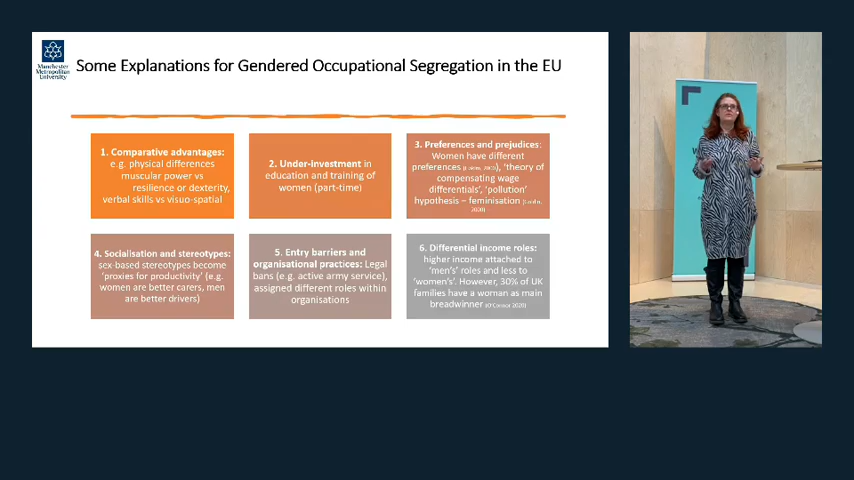 Manchester
Metropolitan
University
Some Explanations for Gendered Occupational Segregation in the EU
1. Comparative advantages:
e.g. physical differences
muscular power vs
resilience or dexterity,
verbal skills vs visuo-spatial
2. Under-investment in
education and training of
women (part-time)
3. Preferences and prejudices:
Women have different
preferences 'theory of
compensating wage
differentials', 'pollution'
hypothesis – feminisation
2020)
4. Socialisation and stereotypes:
sex-based stereotypes become
'proxies for productivity' (e.g.
women are better carers, men
are better drivers)
5. Entry barriers and
organisational practices: Legal
bans (e.g. active army service),
assigned different roles within
organisations
6. Differential income roles:
higher income attached to
'men's' roles and less to
'women's'. However, 30% of UK
families have a woman as main
breadwinner (O'Connor 2020)